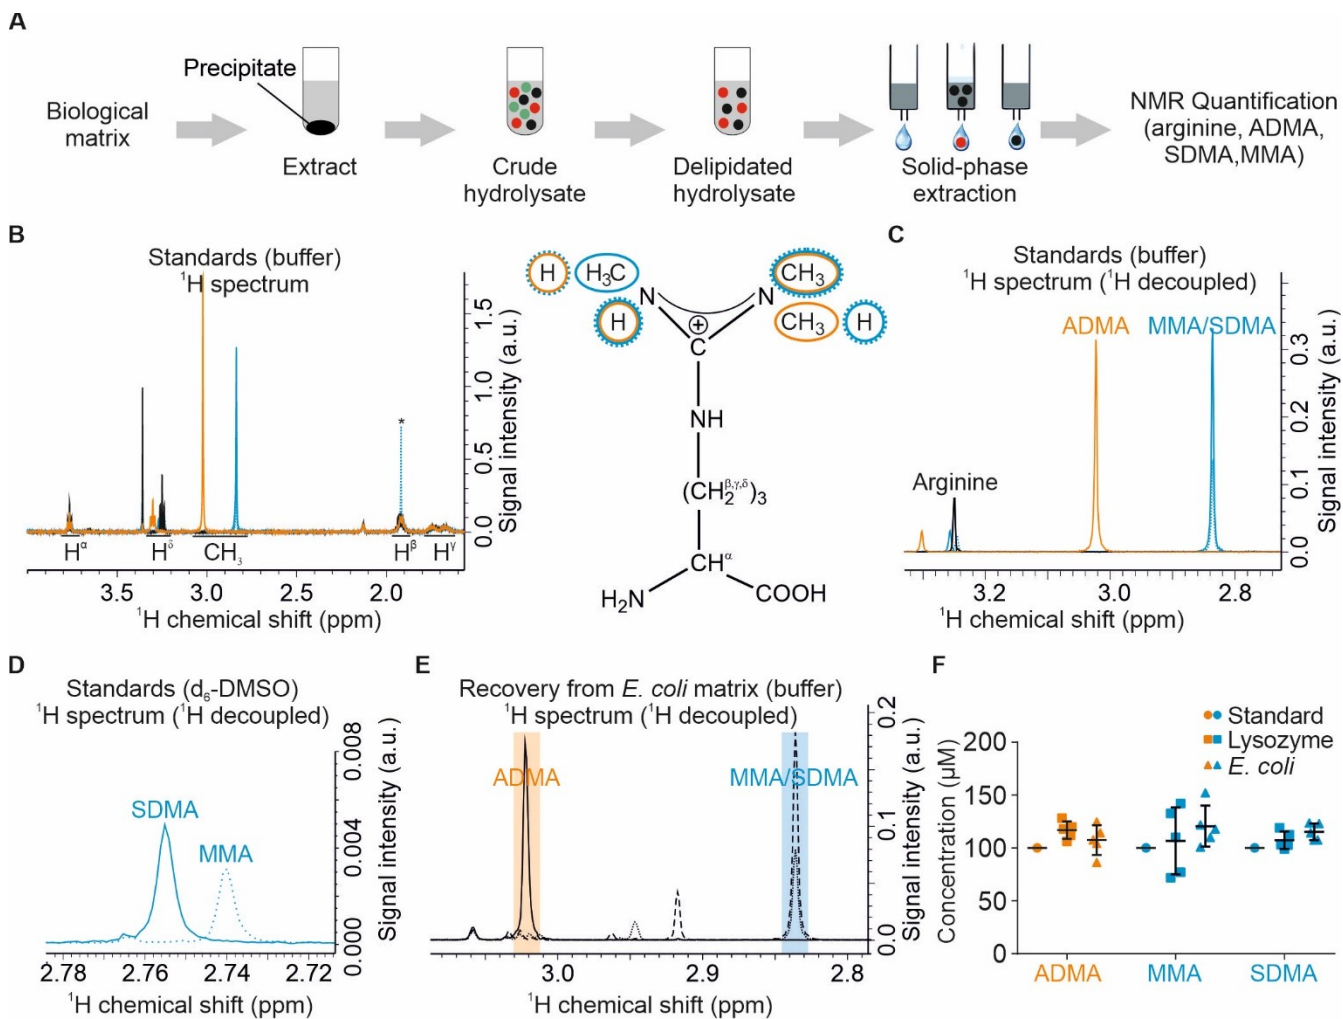 A
Precipitate
Biological
matrix
Extract
Crude
hydrolysate
Delipidated
hydrolysate
Solid-phase
extraction
NMR Quantification
(arginine, ADMA,
SDMA,MMA)
B
Standards (buffer)
¹H spectrum
*
0.0
0.5
1.0
1.5
Signal intensity (a.u.)
Hα
Hδ
CH₃
Hβ
Hγ
3.5
3.0
2.5
2.0
¹H chemical shift (ppm)
H
H₃C
CH₃
H
N
N
CH₃
H
+
C
NH
(CH₂β,γ,δ)₃
CHα
H₂N
COOH
C
Standards (buffer)
¹H spectrum (¹H decoupled)
ADMA
MMA/SDMA
Arginine
0.0
0.1
0.2
0.3
Signal intensity (a.u.)
3.2
3.0
2.8
¹H chemical shift (ppm)
D
Standards (d₆-DMSO)
¹H spectrum (¹H decoupled)
SDMA
MMA
0.000
0.004
0.008
Signal intensity (a.u.)
2.78
2.76
2.74
2.72
¹H chemical shift (ppm)
E
Recovery from E. coli matrix (buffer)
¹H spectrum (¹H decoupled)
ADMA
MMA/SDMA
0.0
0.1
0.2
Signal intensity (a.u.)
3.0
2.9
2.8
¹H chemical shift (ppm)
F
Standard
Lysozyme
E. coli
200
150
100
50
0
Concentration (µM)
ADMA
MMA
SDMA